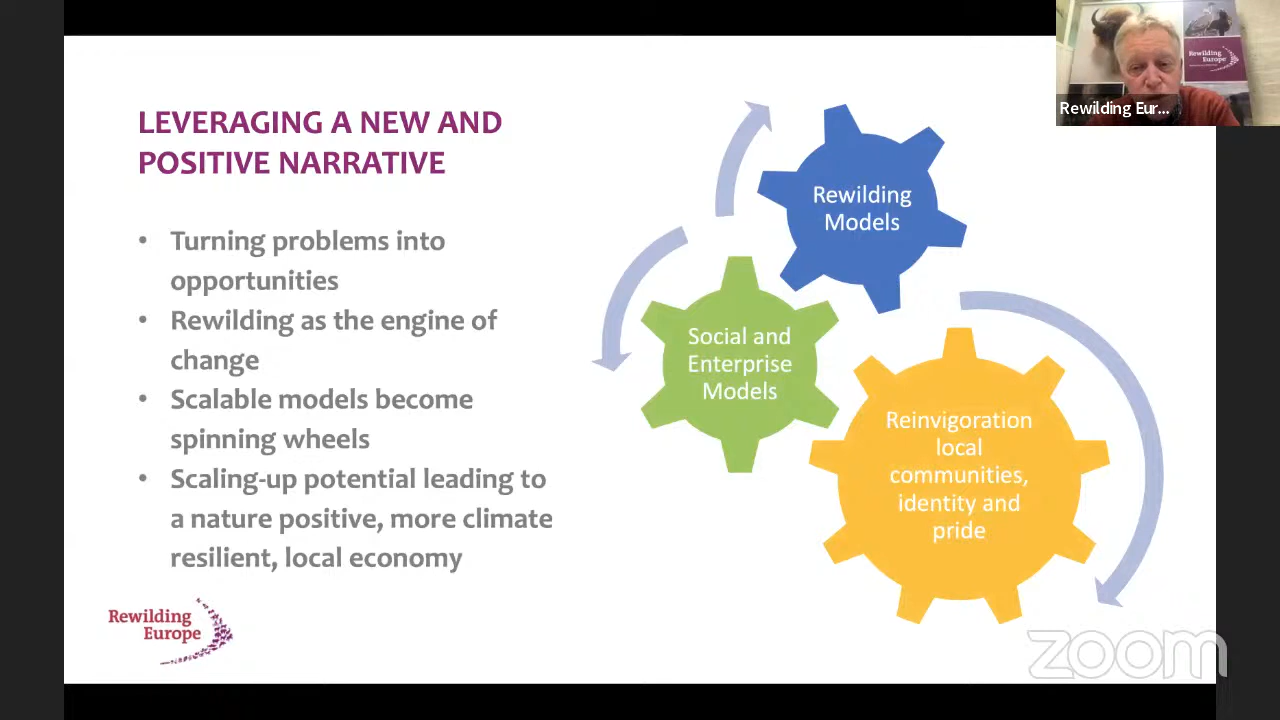 LEVERAGING A NEW AND
POSITIVE NARRATIVE
• Turning problems into
opportunities
• Rewilding as the engine of
change
• Scalable models become
spinning wheels
• Scaling-up potential leading to
a nature positive, more climate
resilient, local economy
Rewilding
Europe
Rewilding
Models
Social and
Enterprise
Models
Reinvigoration
local
communities,
identity and
pride
Rewilding
Europe
Rewilding Eur...
zoom